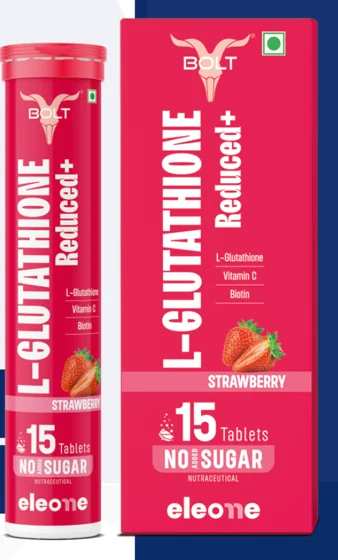 BOLT
L-GLUTATHIONE
Reduced+
L-Glutathione
Vitamin C
Biotin
STRAWBERRY
15 Tablets
NO ADDED SUGAR
NUTRACEUTICAL
eleone
BOLT
L-GLUTATHIONE
Reduced+
L-Glutathione
Vitamin C
Biotin
STRAWBERRY
15 Tablets
NO ADDED SUGAR
NUTRACEUTICAL
eleone